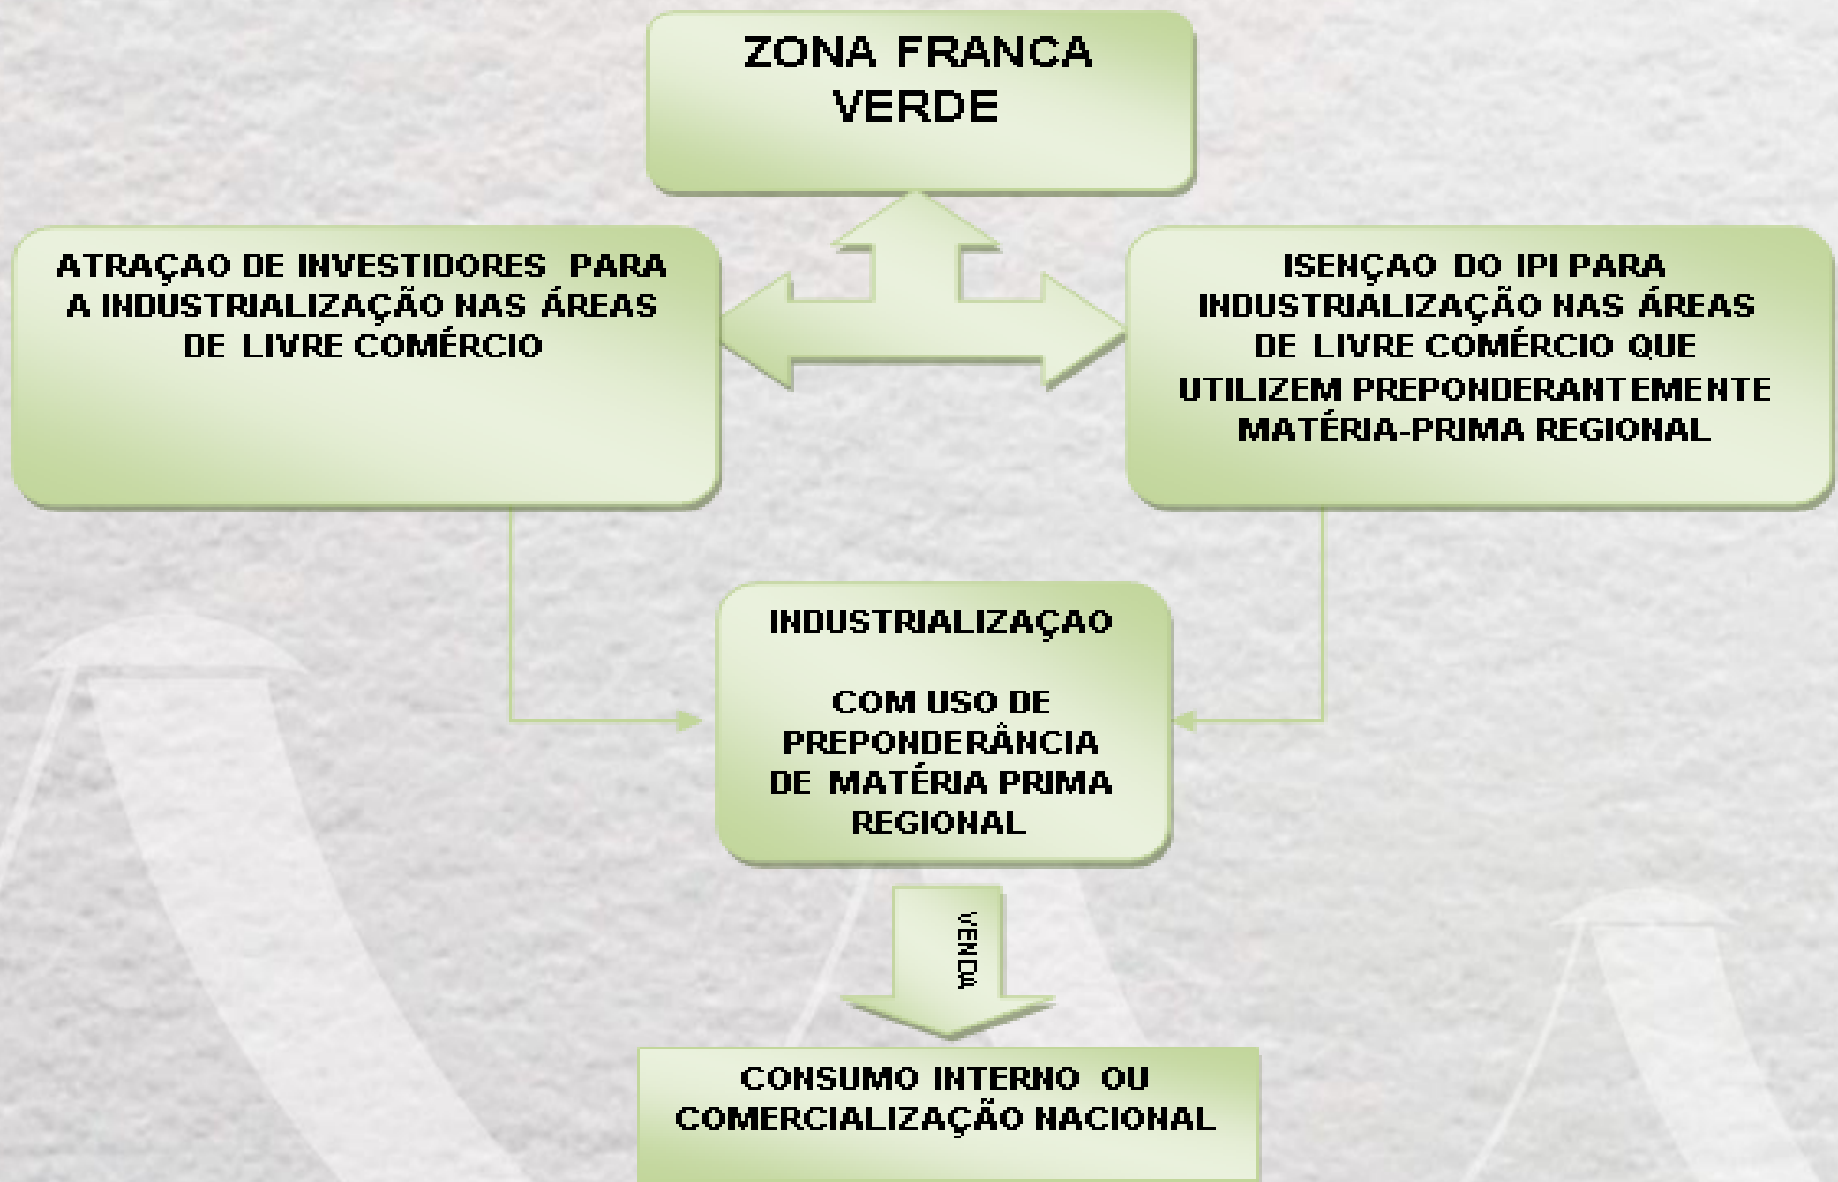 ZONA FRANCA
VERDE
ATRAÇAO DE INVESTIDORES PARA
A INDUSTRIALIZAÇÃO NAS ÁREAS
DE LIVRE COMÉRCIO
ISENÇAO DO IPI PARA
INDUSTRIALIZAÇÃO NAS ÁREAS
DE LIVRE COMÉRCIO QUE
UTILIZEM PREPONDERANTEMENTE
MATÉRIA-PRIMA REGIONAL
INDUSTRIALIZAÇAO
COM USO DE
PREPONDERÂNCIA
DE MATÉRIA PRIMA
REGIONAL
VENDA
CONSUMO INTERNO OU
COMERCIALIZAÇÃO NACIONAL